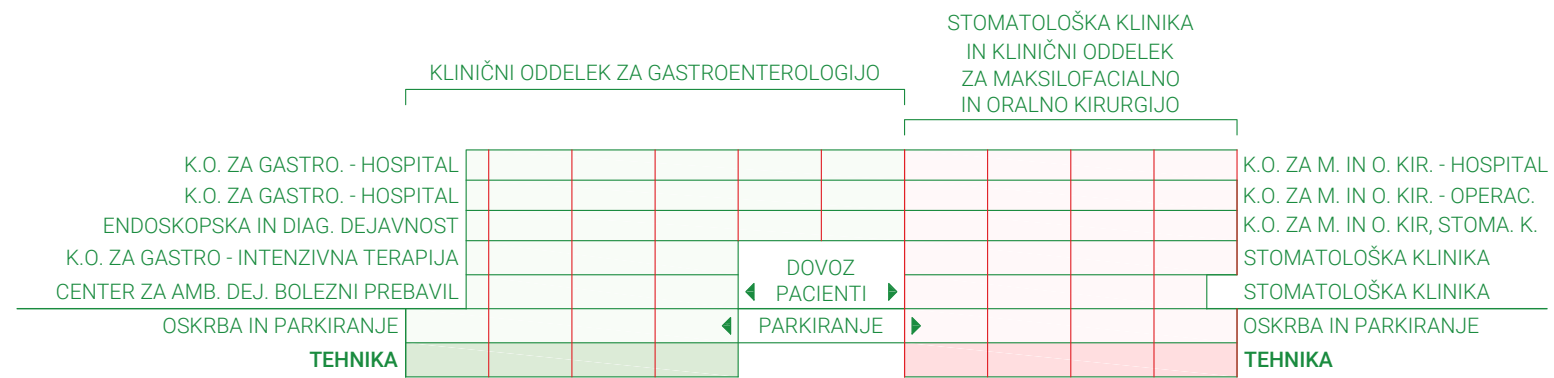 STOMATOLOŠKA KLINIKA
IN KLINIČNI ODDELEK
ZA MAKSILOFACIALNO
IN ORALNO KIRURGIJO
KLINIČNI ODDELEK ZA GASTROENTEROLOGIJO
K.O. ZA GASTRO. - HOSPITAL
K.O. ZA M. IN O. KIR. - HOSPITAL
K.O. ZA GASTRO. - HOSPITAL
K.O. ZA M. IN O. KIR. - OPERAC.
ENDOSKOPSKA IN DIAG. DEJAVNOST
K.O. ZA M. IN O. KIR, STOMA. K.
K.O. ZA GASTRO - INTENZIVNA TERAPIJA
STOMATOLOŠKA KLINIKA
DOVOZ
PACIENTI
CENTER ZA AMB. DEJ. BOLEZNI PREBAVIL
STOMATOLOŠKA KLINIKA
OSKRBA IN PARKIRANJE
PARKIRANJE
OSKRBA IN PARKIRANJE
TEHNIKA
TEHNIKA